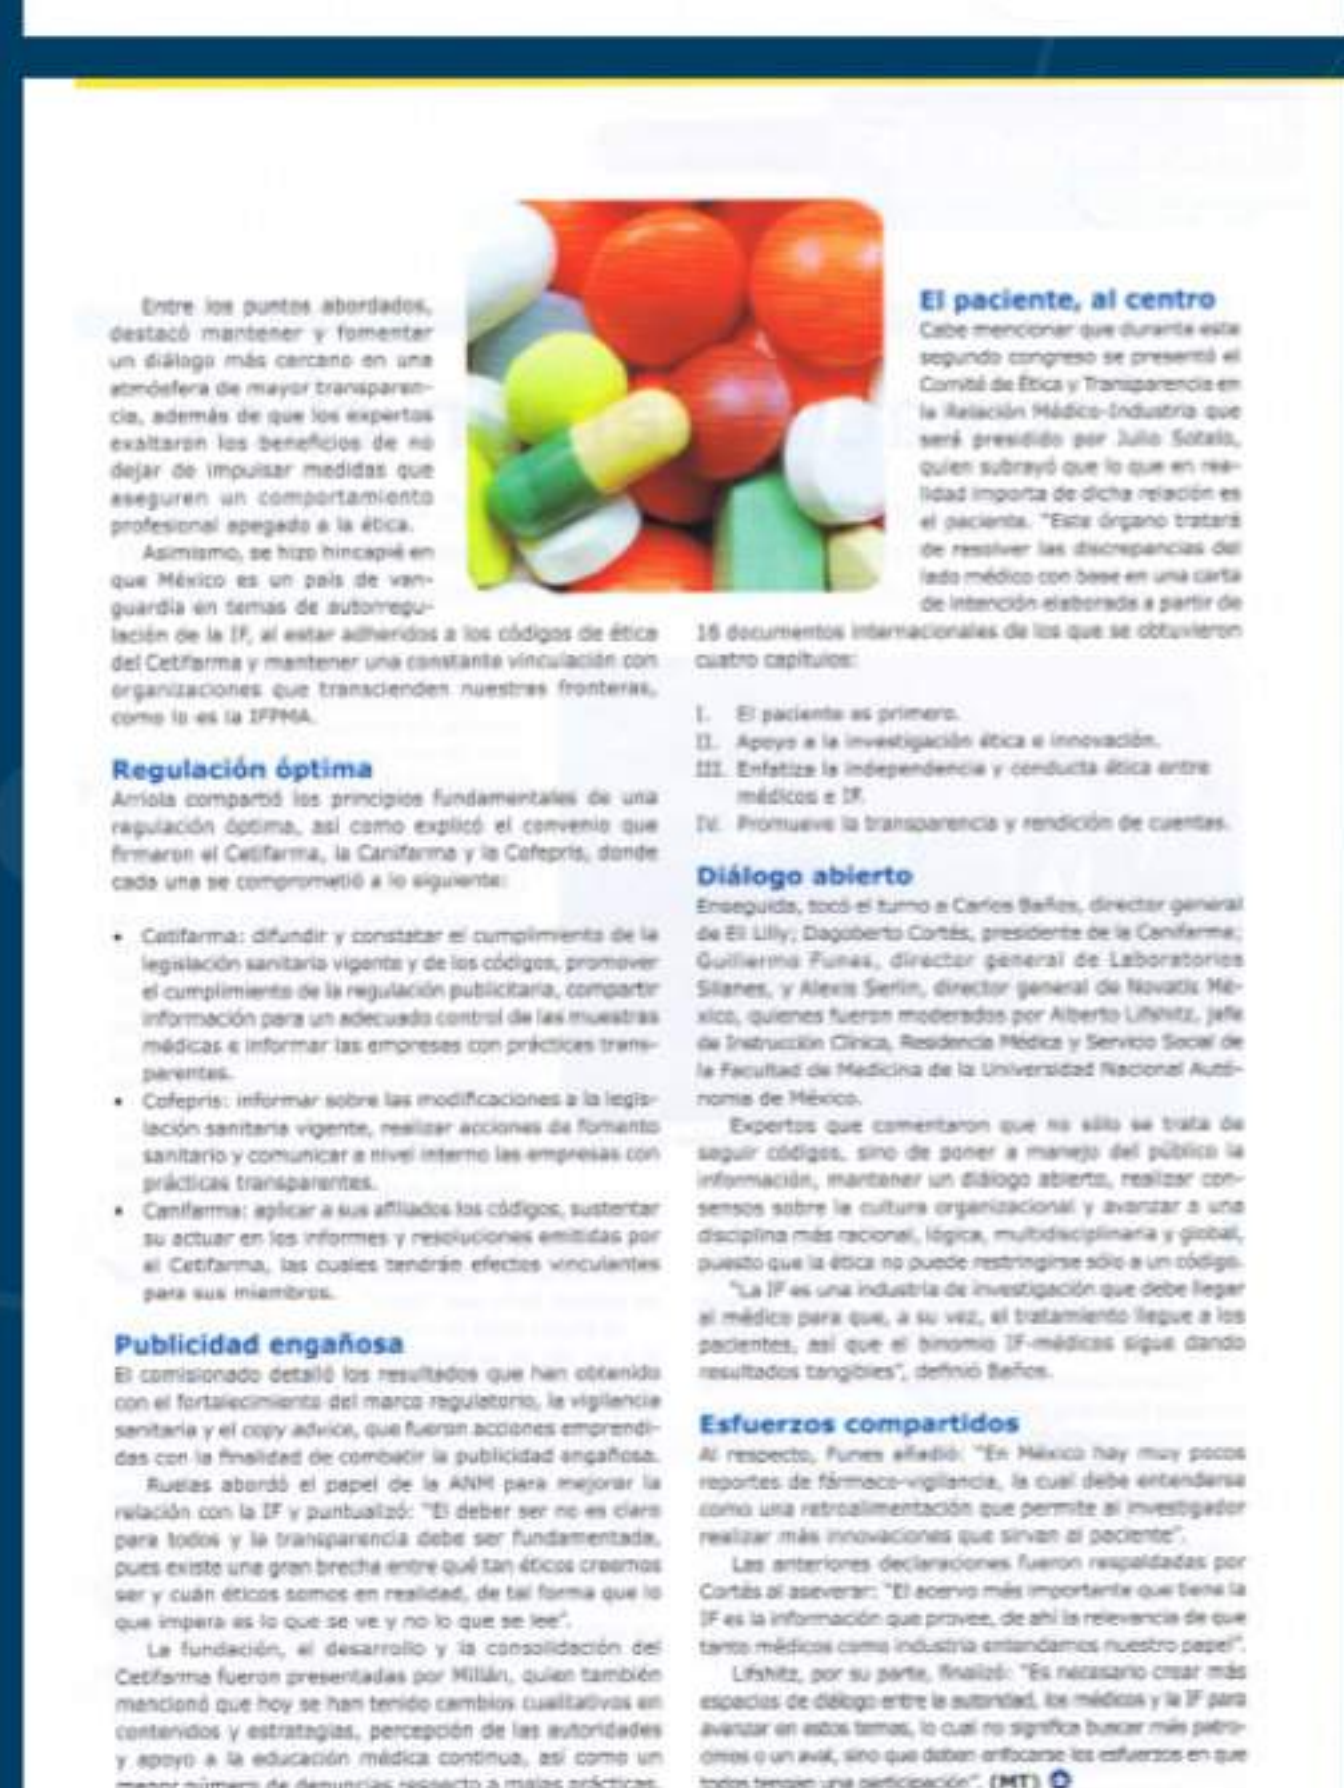 Entre los puntos abordados,
destacó mantener y fomentar
un diálogo más cercano en una
atmósfera de mayor transparen-
cia, además de que los expertos
exaltaron los beneficios de no
dejar de impulsar medidas que
aseguren un comportamiento
profesional apegado a la ética.
Asimismo, se hizo hincapié en
que México es un país de van-
guardia en temas de autorregu-
lación de la IF, al estar adheridos a los códigos de ética
del Cetifarma y mantener una constante vinculación con
organizaciones que transcienden nuestras fronteras,
como lo es la IFPMA.
Regulación óptima
Arriola compartió los principios fundamentales de una
regulación óptima, así como explicó el convenio que
firmaron el Cetifarma, la Canifarma y la Cofepris, donde
cada una se comprometió a lo siguiente:
• Cetifarma: difundir y constatar el cumplimiento de la
legislación sanitaria vigente y de los códigos, promover
el cumplimiento de la regulación publicitaria, compartir
información para un adecuado control de las muestras
médicas e informar las empresas con prácticas trans-
parentes.
• Cofepris: informar sobre las modificaciones a la legis-
lación sanitaria vigente, realizar acciones de fomento
sanitario y comunicar a nivel interno las empresas con
prácticas transparentes.
• Canifarma: aplicar a sus afiliados los códigos, sustentar
su actuar en los informes y resoluciones emitidas por
el Cetifarma, las cuales tendrán efectos vinculantes
para sus miembros.
Publicidad engañosa
El comisionado detalló los resultados que han obtenido
con el fortalecimiento del marco regulatorio, la vigilancia
sanitaria y el copy advice, que fueron acciones emprendi-
das con la finalidad de combatir la publicidad engañosa.
Ruelas abordó el papel de la ANM para mejorar la
relación con la IF y puntualizó: "El deber ser no es claro
para todos y la transparencia debe ser fundamentada,
pues existe una gran brecha entre qué tan éticos creemos
ser y cuán éticos somos en realidad, de tal forma que lo
que impera es lo que se ve y no lo que se lee".
La fundación, el desarrollo y la consolidación del
Cetifarma fueron presentadas por Millán, quien también
mencionó que hoy se han tenido cambios cualitativos en
contenidos y estrategias, percepción de las autoridades
y apoyo a la educación médica continua, así como un
menor número de denuncias respecto a malas prácticas.
El paciente, al centro
Cabe mencionar que durante este
segundo congreso se presentó el
Comité de Ética y Transparencia en
la Relación Médico-Industria que
será presidido por Julio Sotelo,
quien subrayó que lo que en rea-
lidad importa de dicha relación es
el paciente. "Este órgano tratará
de resolver las discrepancias del
lado médico con base en una carta
de intención elaborada a partir de
16 documentos internacionales de los que se obtuvieron
cuatro capítulos:
I. El paciente es primero.
II. Apoyo a la investigación ética e innovación.
III. Enfatiza la independencia y conducta ética entre
médicos e IF.
IV. Promueve la transparencia y rendición de cuentas.
Diálogo abierto
Enseguida, tocó el turno a Carlos Baños, director general
de Eli Lilly; Dagoberto Cortés, presidente de la Canifarma;
Guillermo Funes, director general de Laboratorios
Silanes, y Alexis Serlin, director general de Novatis Mé-
xico, quienes fueron moderados por Alberto Lifshitz, jefe
de Instrucción Clínica, Residencia Médica y Servicio Social de
la Facultad de Medicina de la Universidad Nacional Autó-
noma de México.
Expertos que comentaron que no sólo se trata de
seguir códigos, sino de poner a manejo del público la
información, mantener un diálogo abierto, realizar con-
sensos sobre la cultura organizacional y avanzar a una
disciplina más racional, lógica, multidisciplinaria y global,
puesto que la ética no puede restringirse sólo a un código.
"La IF es una industria de investigación que debe llegar
al médico para que, a su vez, el tratamiento llegue a los
pacientes, así que el binomio IF-médicos sigue dando
resultados tangibles", definió Baños.
Esfuerzos compartidos
Al respecto, Funes añadió: "En México hay muy pocos
reportes de fármaco-vigilancia, la cual debe entenderse
como una retroalimentación que permite al investigador
realizar más innovaciones que sirvan al paciente".
Las anteriores declaraciones fueron respaldadas por
Cortés al aseverar: "El acervo más importante que tiene la
IF es la información que provee, de ahí la relevancia de que
tanto médicos como industria entendamos nuestro papel".
Lifshitz, por su parte, finalizó: "Es necesario crear más
espacios de diálogo entre la autoridad, los médicos y la IF para
avanzar en estos temas, lo cual no significa buscar más patro-
cinios o un aval, sino que deben enfocarse los esfuerzos en que
todos tengan una participación". (MT)